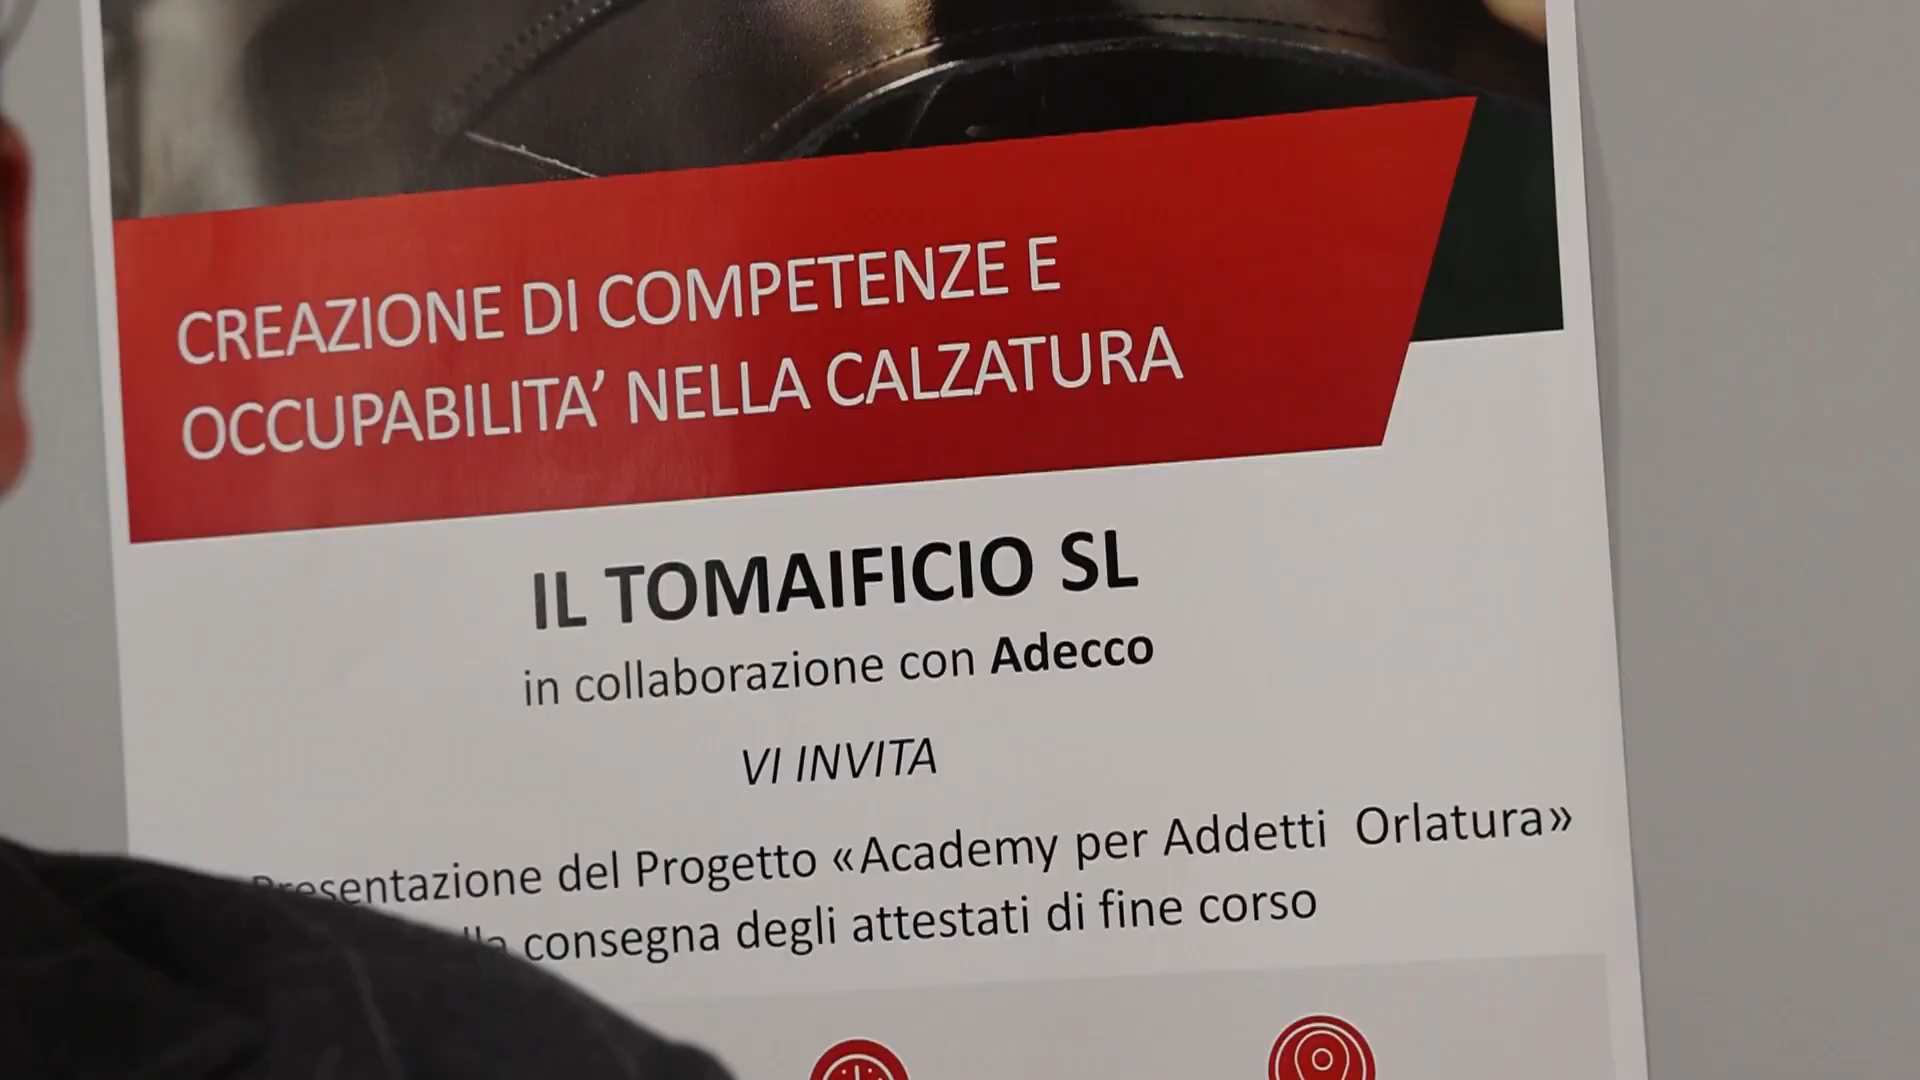 CREAZIONE DI COMPETENZE E
OCCUPABILITA’ NELLA CALZATURA
IL TOMAIFICIO SL
in collaborazione con Adecco
VI INVITA
Presentazione del Progetto «Academy per Addetti Orlatura»
consegna degli attestati di fine corso